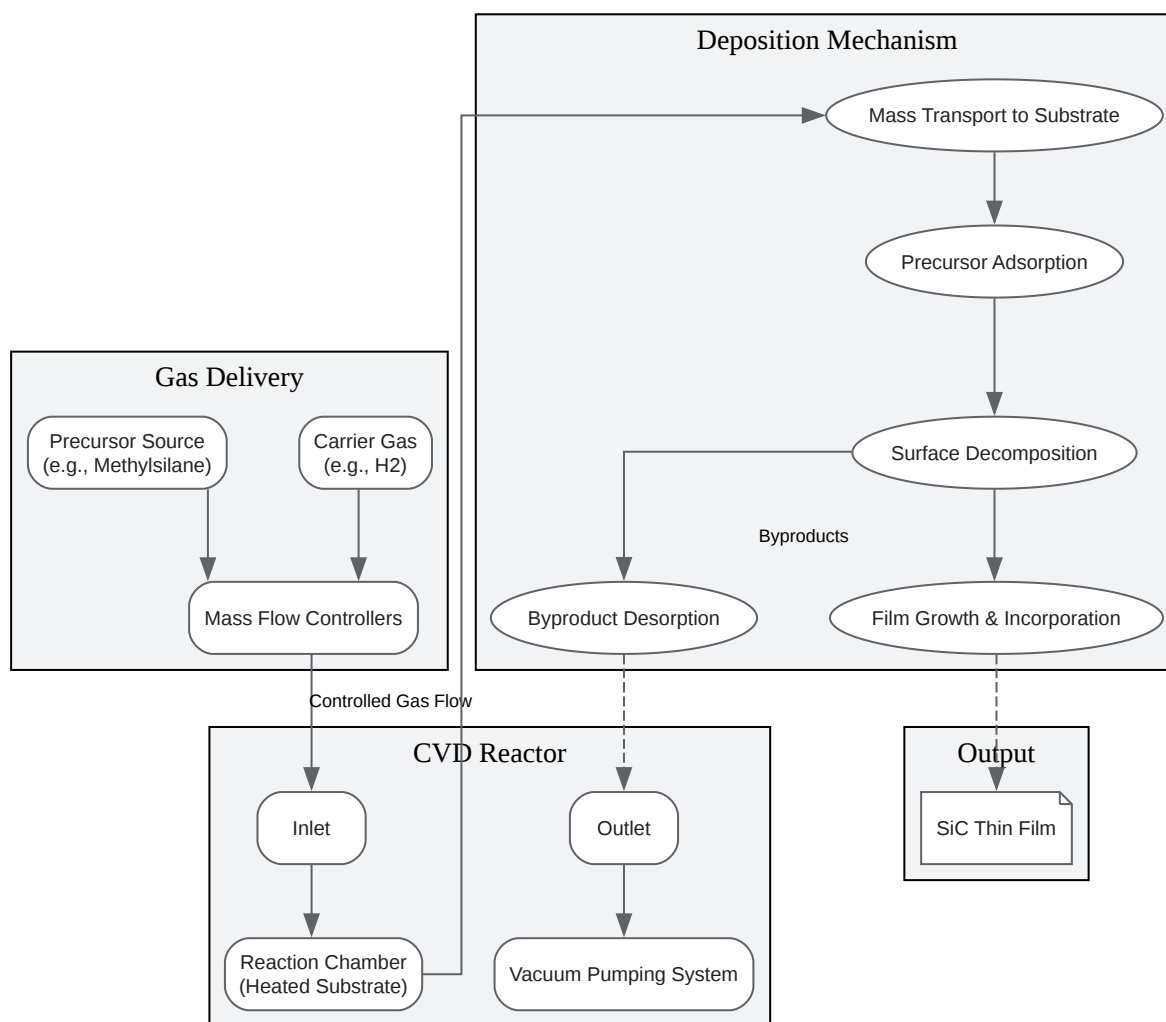 Deposition Mechanism
Mass Transport to Substrate
Precursor Adsorption
Surface Decomposition
Byproducts
Byproduct Desorption
Film Growth & Incorporation
Gas Delivery
Precursor Source
(e.g., Methylsilane)
Carrier Gas
(e.g., H2)
Mass Flow Controllers
Controlled Gas Flow
CVD Reactor
Inlet
Outlet
Reaction Chamber
(Heated Substrate)
Vacuum Pumping System
Output
SiC Thin Film